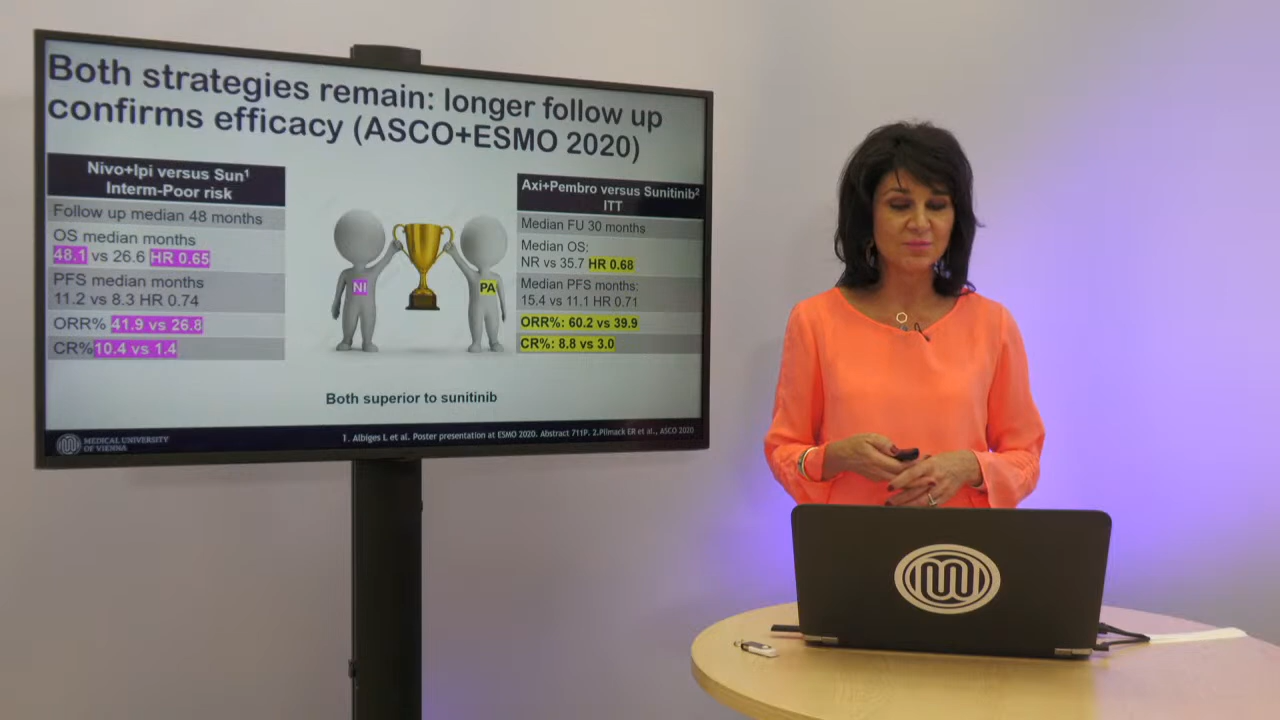 Both strategies remain: longer follow up
confirms efficacy (ASCO+ESMO 2020)
Nivo+Ipi versus Sun¹
Interm-Poor risk
Follow up median 48 months
OS median months
48.1 vs 26.6 HR 0.65
PFS median months
11.2 vs 8.3 HR 0.74
ORR% 41.9 vs 26.8
CR% 10.4 vs 1.4
NI
PA
Axi+Pembro versus Sunitinib²
ITT
Median FU 30 months
Median OS:
NR vs 35.7 HR 0.68
Median PFS months:
15.4 vs 11.1 HR 0.71
ORR%: 60.2 vs 39.9
CR%: 8.8 vs 3.0
Both superior to sunitinib
MEDICAL UNIVERSITY
OF VIENNA
1. Albiges L et al. Poster presentation at ESMO 2020. Abstract 711P. 2.Plimack ER et al., ASCO 2020